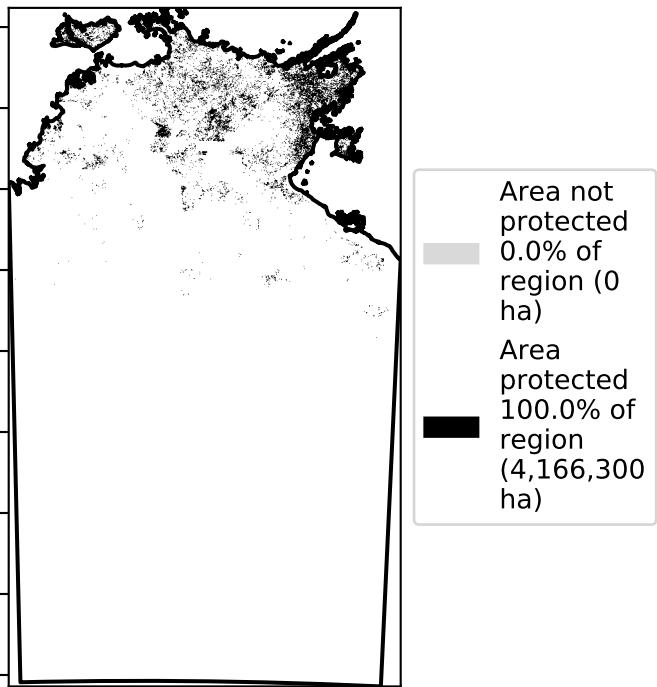 Area not
protected
0.0% of
region (0
ha)
Area
protected
100.0% of
region
(4,166,300
ha)